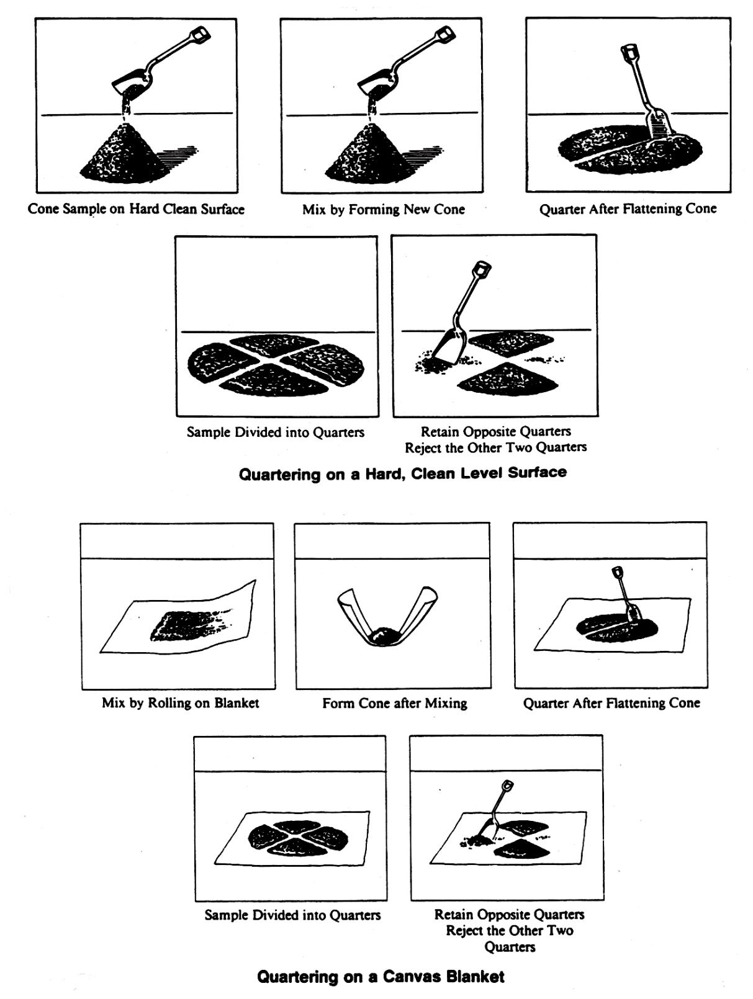 Cone Sample on Hard Clean Surface
Mix by Forming New Cone
Quarter After Flattening Cone
Sample Divided into Quarters
Retain Opposite Quarters
Reject the Other Two Quarters
Quartering on a Hard, Clean Level Surface
Mix by Rolling on Blanket
Form Cone after Mixing
Quarter After Flattening Cone
Sample Divided into Quarters
Retain Opposite Quarters
Reject the Other Two
Quarters
Quartering on a Canvas Blanket